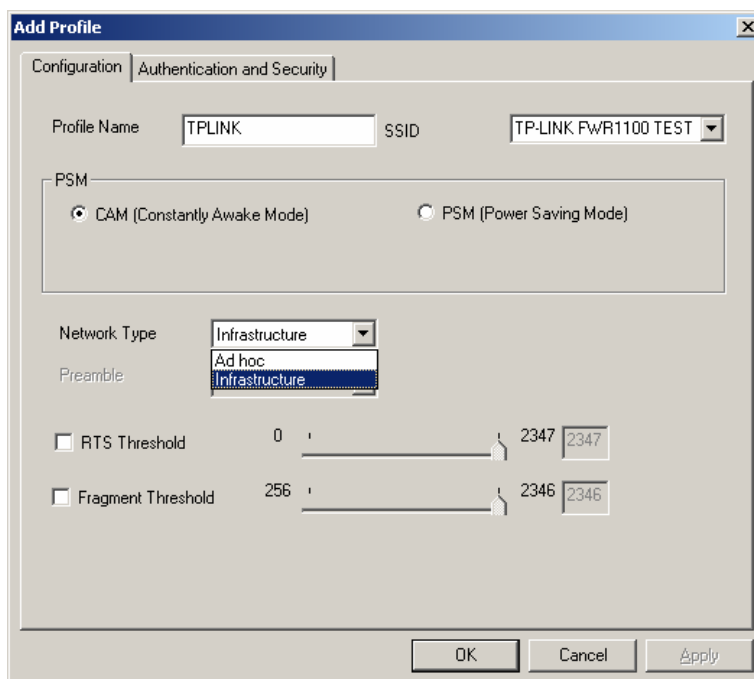 Add Profile
Configuration Authentication and Security
Profile Name TPLINK SSID TP-LINK FWR1100 TEST
PSM
CAM (Constantly Awake Mode) PSM (Power Saving Mode)
Network Type Infrastructure
Ad hoc
Preamble Infrastructure
RTS Threshold 0 2347 2347
Fragment Threshold 256 2346 2346
OK Cancel Apply